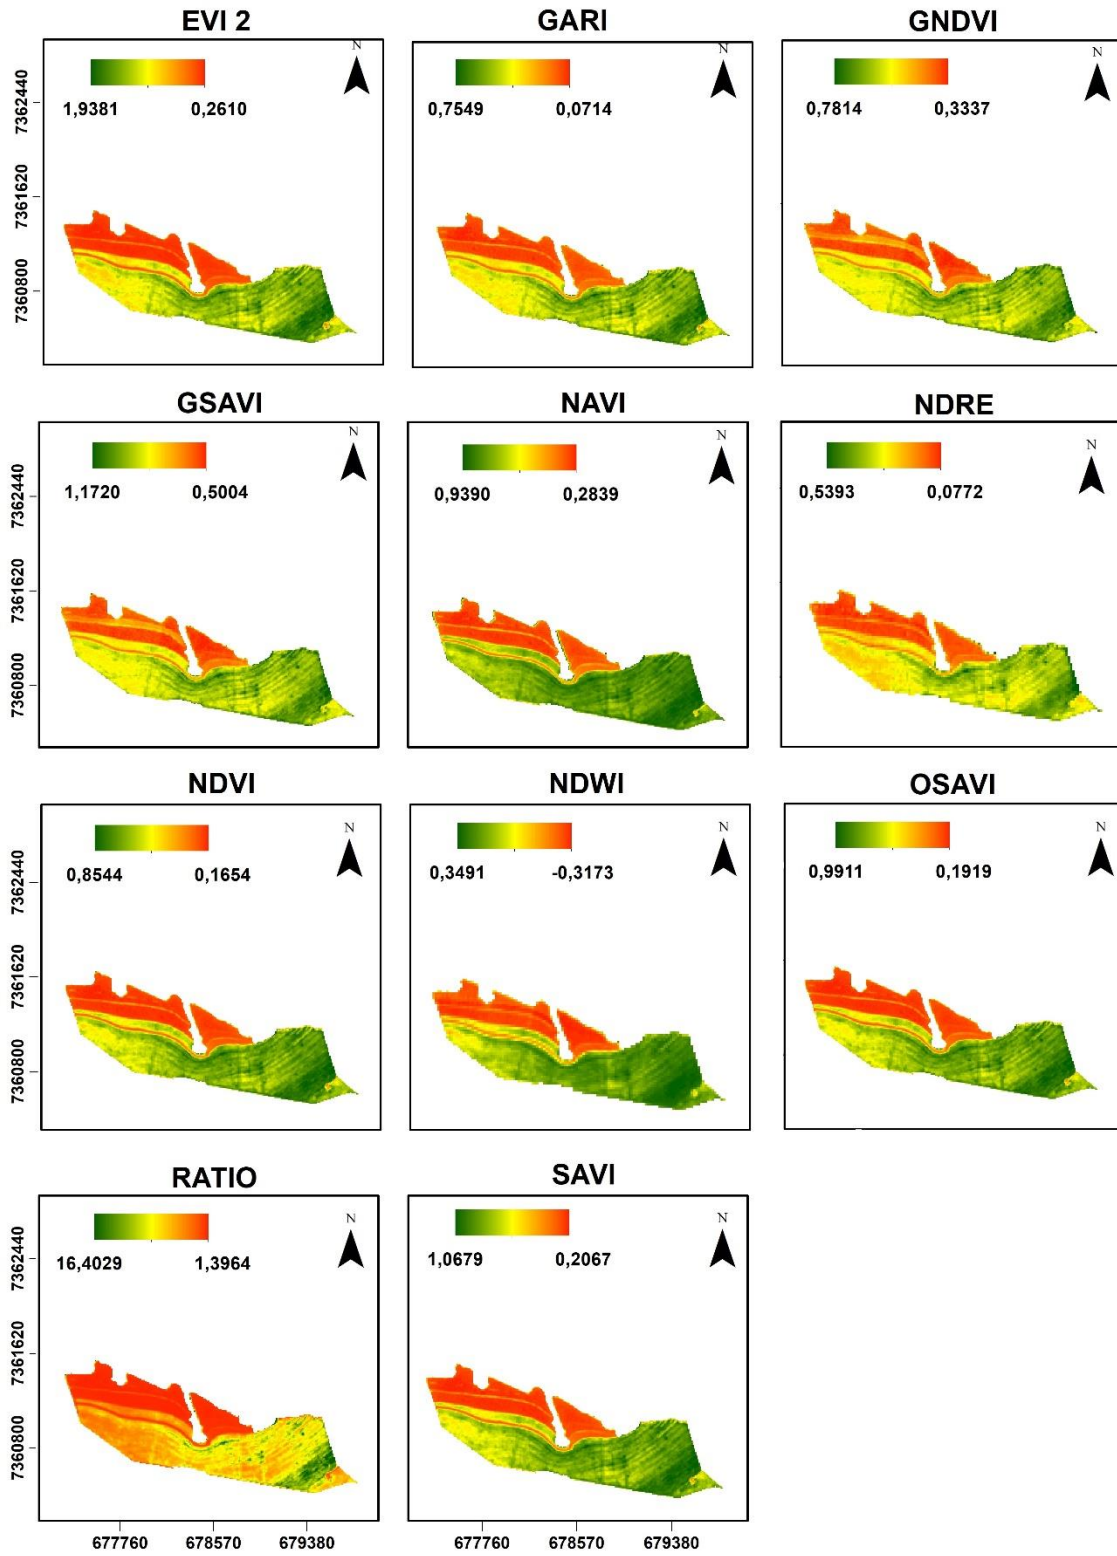 EVI 2
GARI
GNDVI
N
N
N
1,9381 0,2610
0,7549 0,0714
0,7814 0,3337
7362440
7361620
7360800
GSAVI
NAVI
NDRE
N
N
N
1,1720 0,5004
0,9390 0,2839
0,5393 0,0772
7362440
7361620
7360800
NDVI
NDWI
OSAVI
N
N
N
0,8544 0,1654
0,3491 -0,3173
0,9911 0,1919
7362440
7361620
7360800
RATIO
SAVI
N
N
16,4029 1,3964
1,0679 0,2067
7362440
7361620
7360800
677760 678570 679380
677760 678570 679380